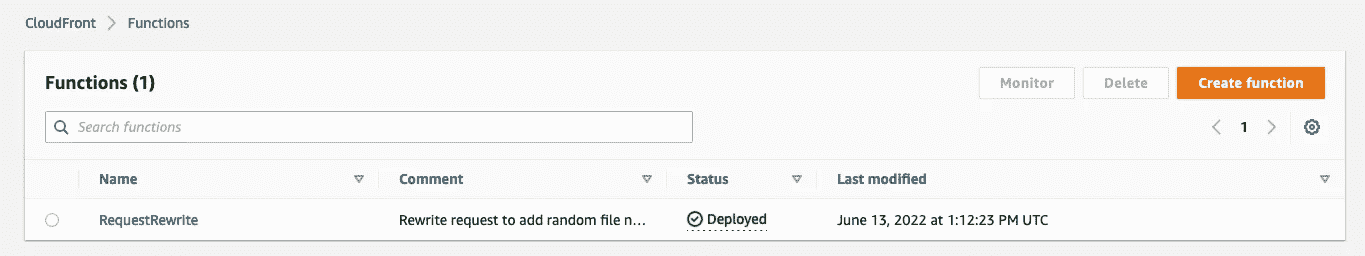 CloudFront > Functions
Functions (1)
Monitor Delete Create function
Search functions
1
Name Comment Status Last modified
RequestRewrite Rewrite request to add random file n... Deployed June 13, 2022 at 1:12:23 PM UTC